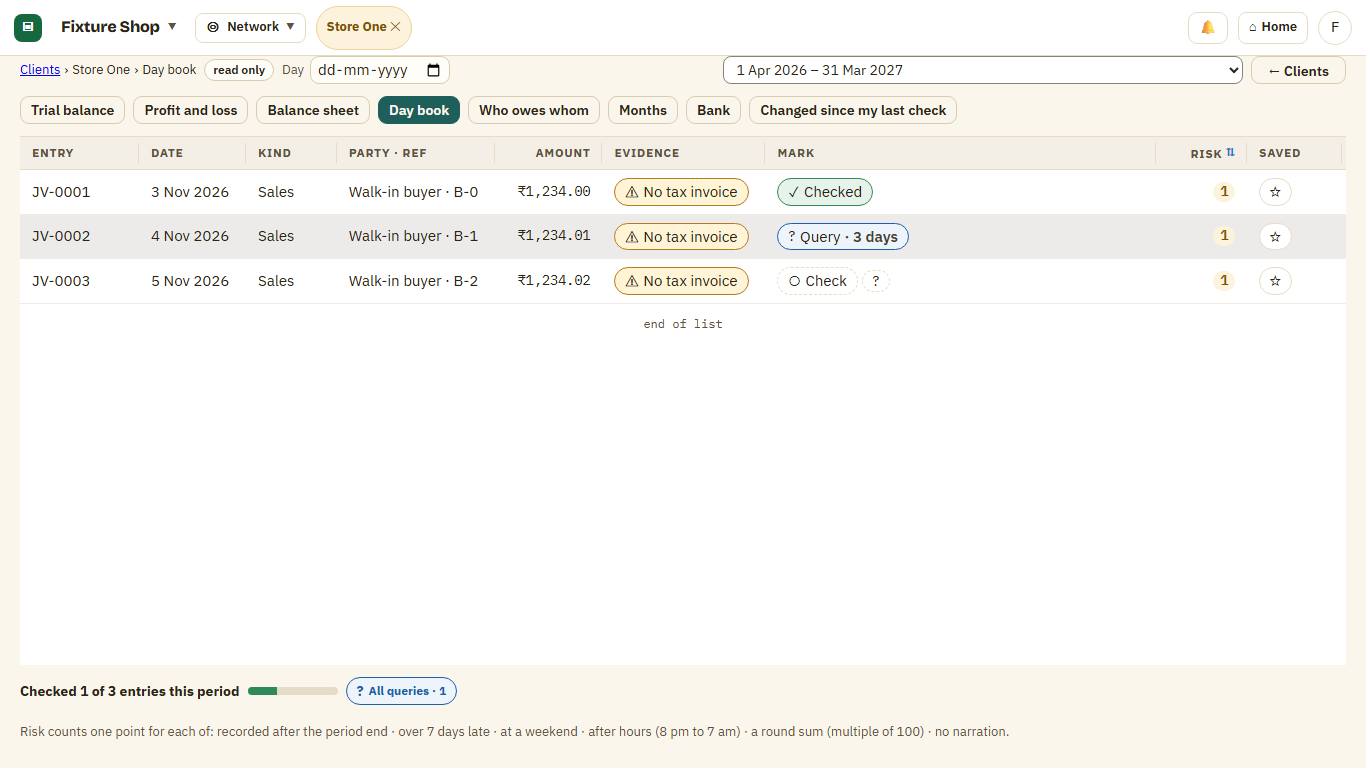 Fixture Shop ▼ Network ▼ Store One ✕ Home F
Clients › Store One › Day book read only Day dd-mm-yyyy 1 Apr 2026 – 31 Mar 2027 ← Clients
Trial balance Profit and loss Balance sheet Day book Who owes whom Months Bank Changed since my last check
ENTRY DATE KIND PARTY · REF AMOUNT EVIDENCE MARK RISK ⇅ SAVED
JV-0001 3 Nov 2026 Sales Walk-in buyer · B-0 ₹1,234.00 ⚠ No tax invoice ✓ Checked 1 ☆
JV-0002 4 Nov 2026 Sales Walk-in buyer · B-1 ₹1,234.01 ⚠ No tax invoice ? Query · 3 days 1 ☆
JV-0003 5 Nov 2026 Sales Walk-in buyer · B-2 ₹1,234.02 ⚠ No tax invoice ○ Check ? 1 ☆
end of list
Checked 1 of 3 entries this period ? All queries · 1
Risk counts one point for each of: recorded after the period end · over 7 days late · at a weekend · after hours (8 pm to 7 am) · a round sum (multiple of 100) · no narration.